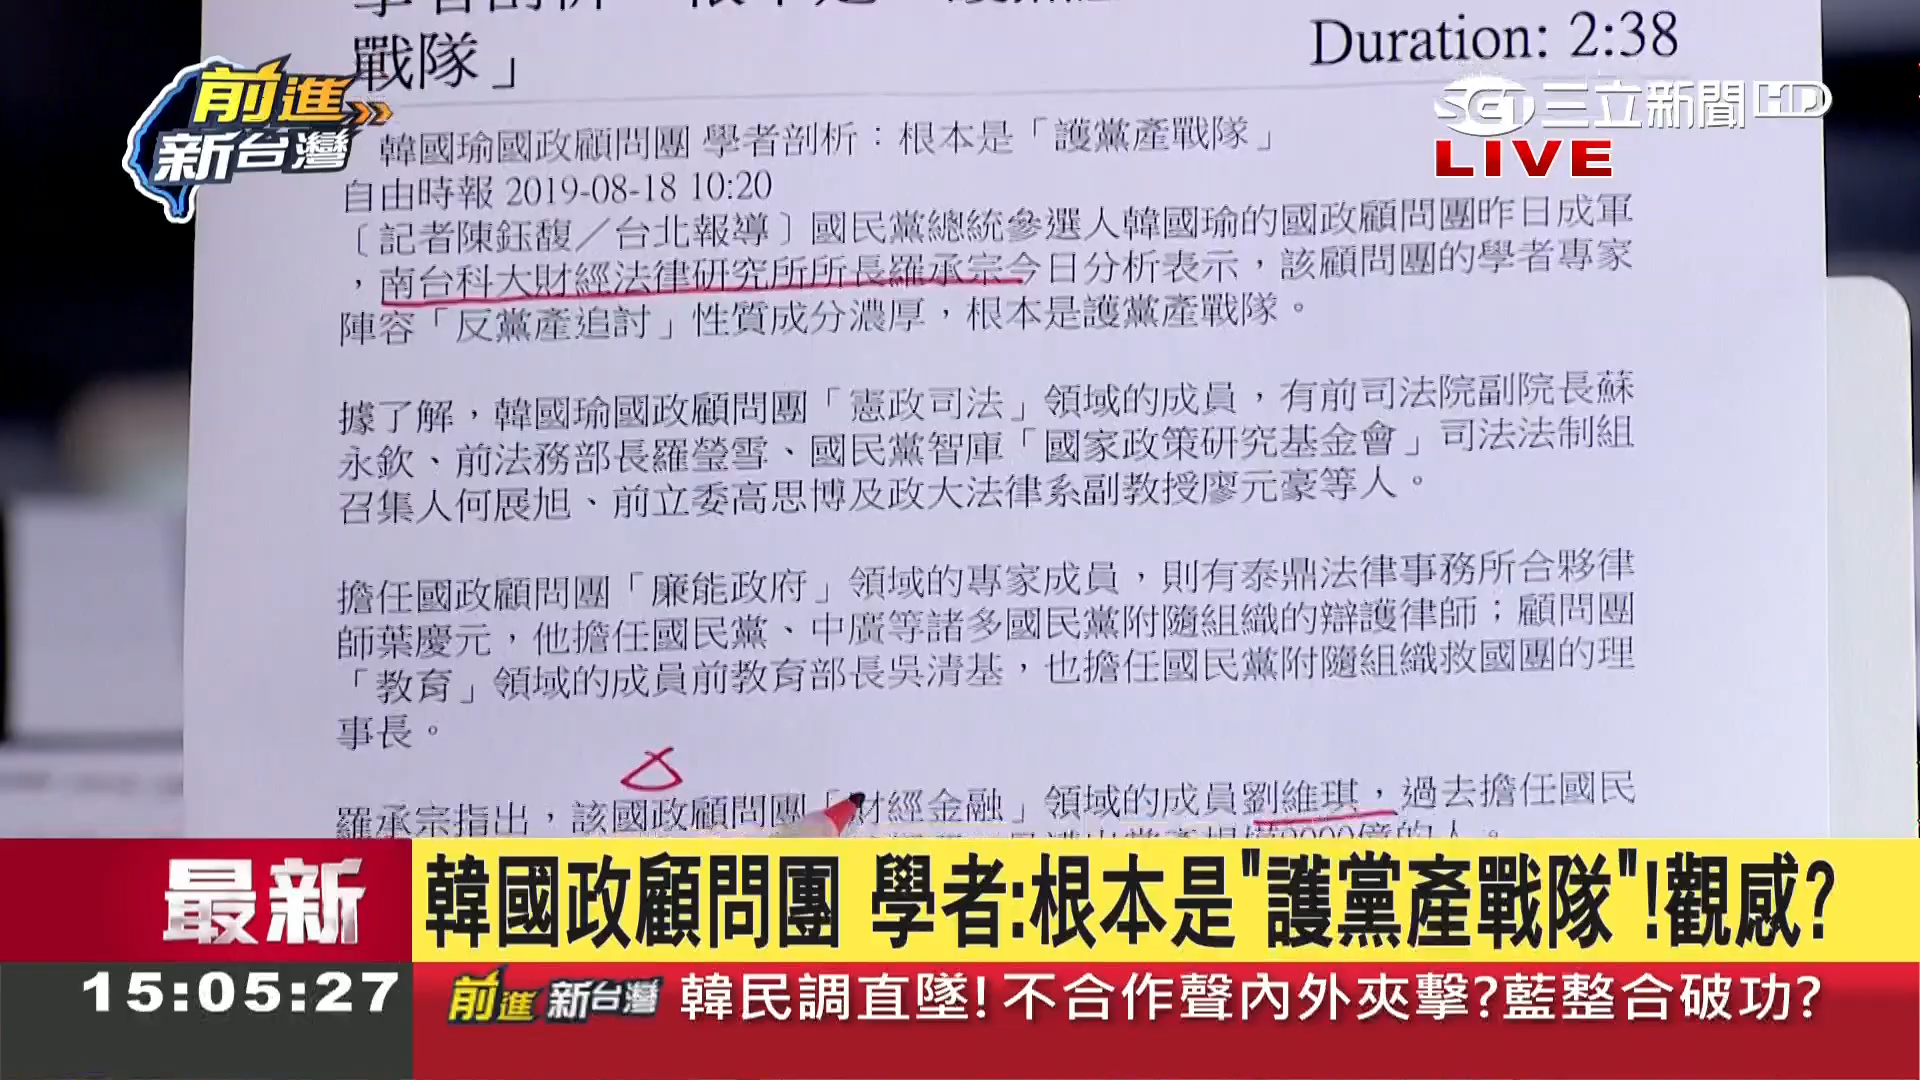 戰隊」
Duration: 2:38
前進
新台灣
SET三立新聞HD
LIVE
韓國瑜國政顧問團 學者剖析：根本是「護黨產戰隊」
自由時報 2019-08-18 10:20
〔記者陳鈺馥／台北報導〕國民黨總統參選人韓國瑜的國政顧問團昨日成軍
，南台科大財經法律研究所所長羅承宗今日分析表示，該顧問團的學者專家
陣容「反黨產追討」性質成分濃厚，根本是護黨產戰隊。
據了解，韓國瑜國政顧問團「憲政司法」領域的成員，有前司法院副院長蘇
永欽、前法務部長羅瑩雪、國民黨智庫「國家政策研究基金會」司法法制組
召集人何展旭、前立委高思博及政大法律系副教授廖元豪等人。
擔任國政顧問團「廉能政府」領域的專家成員，則有泰鼎法律事務所合夥律
師葉慶元，他擔任國民黨、中廣等諸多國民黨附隨組織的辯護律師；顧問團
「教育」領域的成員前教育部長吳清基，也擔任國民黨附隨組織救國團的理
事長。
羅承宗指出，該國政顧問團「財經金融」領域的成員劉維琪，過去擔任國民
最新
韓國政顧問團 學者:根本是"護黨產戰隊"!觀感?
15:05:27
前進新台灣 韓民調直墜!不合作聲內外夾擊?藍整合破功?